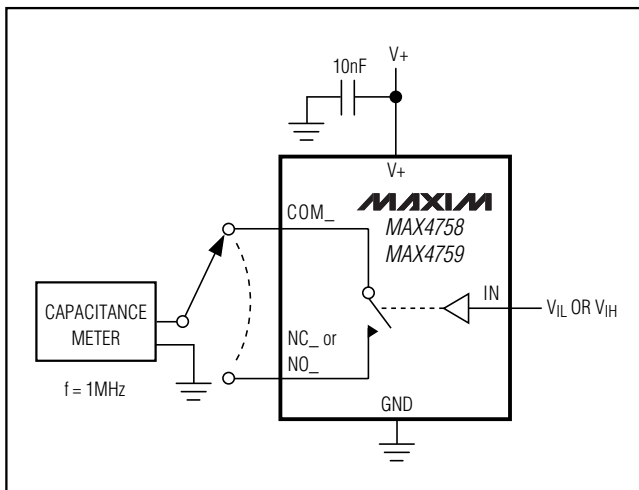 V+
10nF
V+
MAXIM
COM_
MAX4758
MAX4759
IN
V_IL OR V_IH
CAPACITANCE
METER
NC_ or
NO_
f = 1MHz
GND